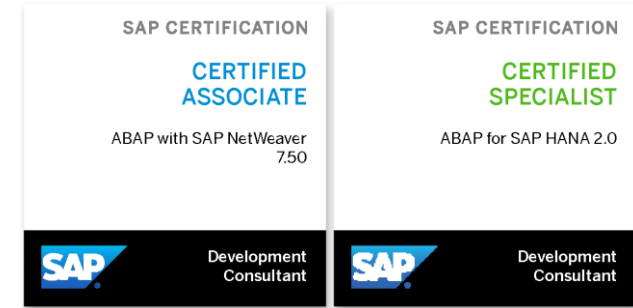 SAP CERTIFICATION
CERTIFIED
ASSOCIATE
ABAP with SAP NetWeaver
7.50
SAP
Development
Consultant
SAP CERTIFICATION
CERTIFIED
SPECIALIST
ABAP for SAP HANA 2.0
SAP
Development
Consultant